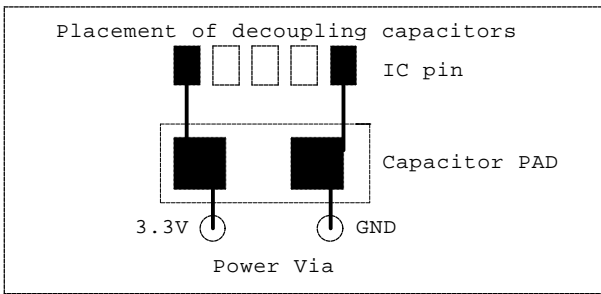 Placement of decoupling capacitors
IC pin
Capacitor PAD
3.3V
GND
Power Via